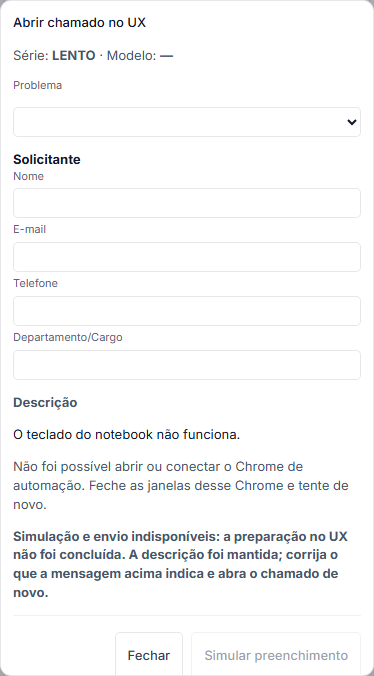 Abrir chamado no UX
Série: LENTO · Modelo: —
Problema
Solicitante
Nome
E-mail
Telefone
Departamento/Cargo
Descrição
O teclado do notebook não funciona.
Não foi possível abrir ou conectar o Chrome de
automação. Feche as janelas desse Chrome e tente de
novo.
Simulação e envio indisponíveis: a preparação no UX
não foi concluída. A descrição foi mantida; corrija o
que a mensagem acima indica e abra o chamado de
novo.
Fechar
Simular preenchimento